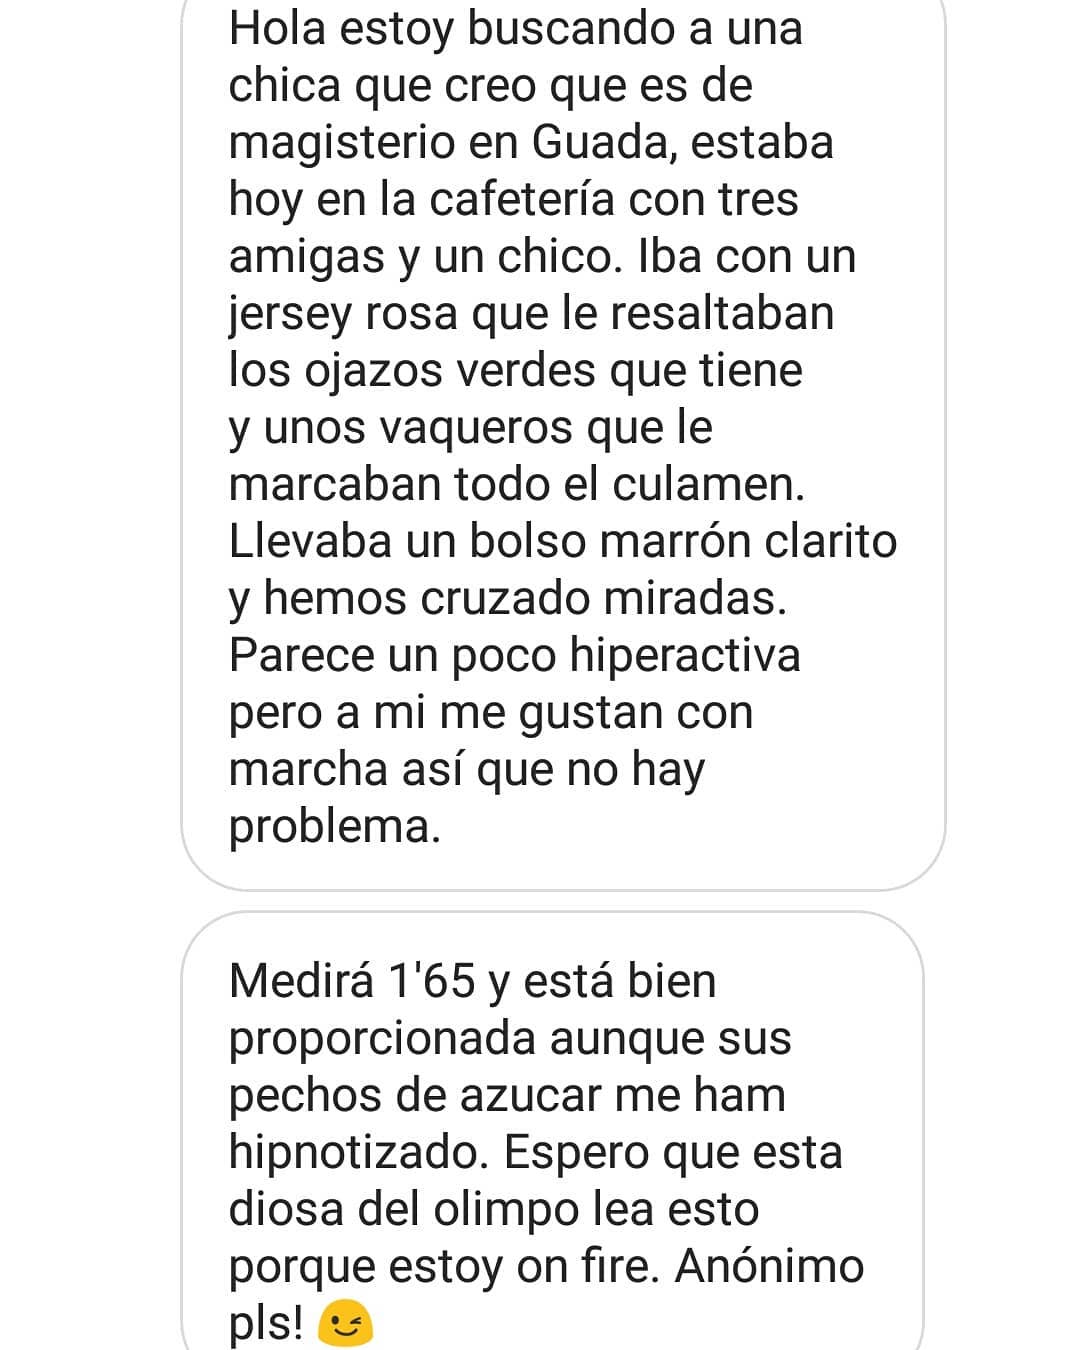 Hola estoy buscando a una
chica que creo que es de
magisterio en Guada, estaba
hoy en la cafetería con tres
amigas y un chico. Iba con un
jersey rosa que le resaltaban
los ojazos verdes que tiene
y unos vaqueros que le
marcaban todo el culamen.
Llevaba un bolso marrón clarito
y hemos cruzado miradas.
Parece un poco hiperactiva
pero a mi me gustan con
marcha así que no hay
problema.
Medirá 1'65 y está bien
proporcionada aunque sus
pechos de azucar me ham
hipnotizado. Espero que esta
diosa del olimpo lea esto
porque estoy on fire. Anónimo
pls! 😉